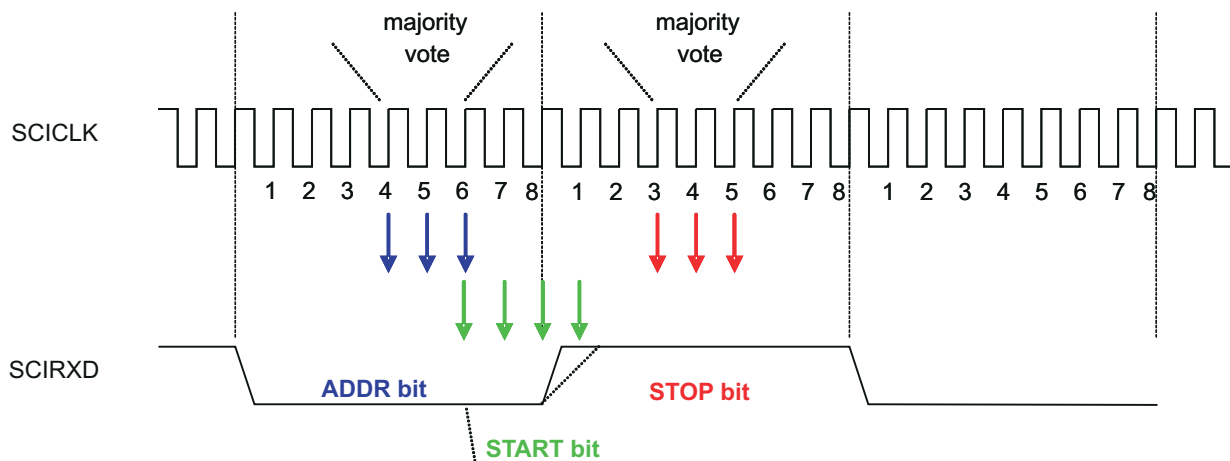 majority
vote
majority
vote
SCICLK
1 2 3 4 5 6 7 8 1 2 3 4 5 6 7 8 1 2 3 4 5 6 7 8
SCIRXD
ADDR bit
STOP bit
START bit